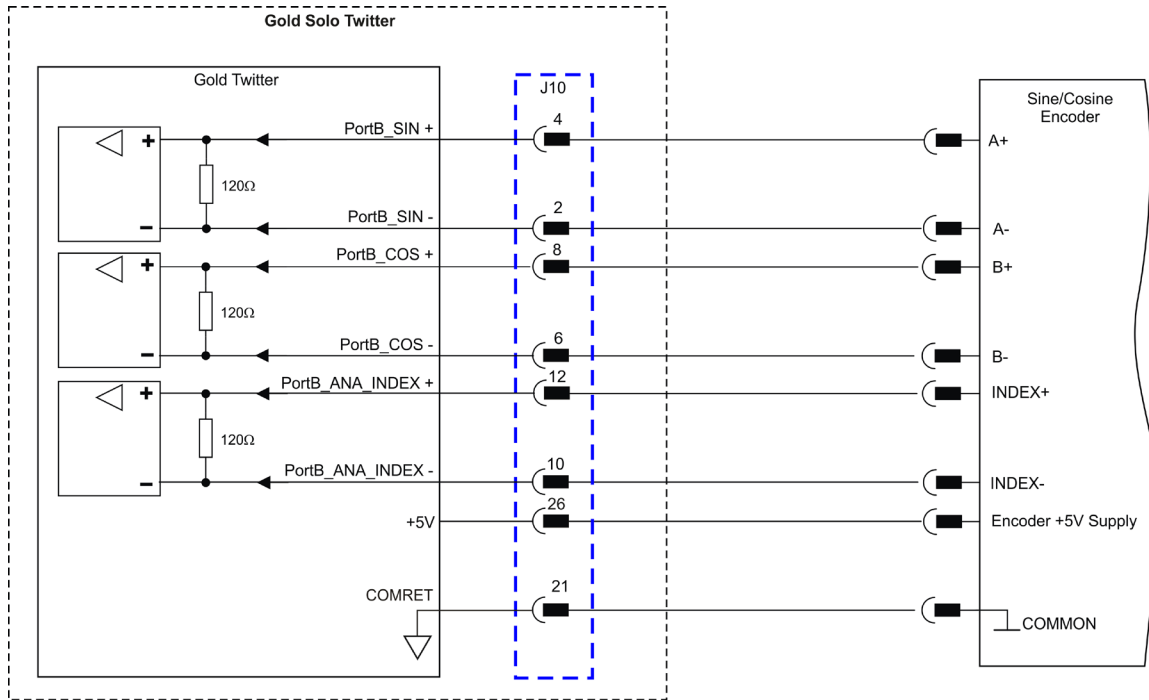 Gold Solo Twitter
Gold Twitter
J10
Sine/Cosine
Encoder
PortB_SIN +
4
A+
+
120Ω
PortB_SIN -
2
A-
-
PortB_COS +
8
B+
+
120Ω
PortB_COS -
6
B-
-
PortB_ANA_INDEX +
12
INDEX+
+
120Ω
PortB_ANA_INDEX -
10
INDEX-
-
+5V
26
Encoder +5V Supply
COMRET
21
COMMON